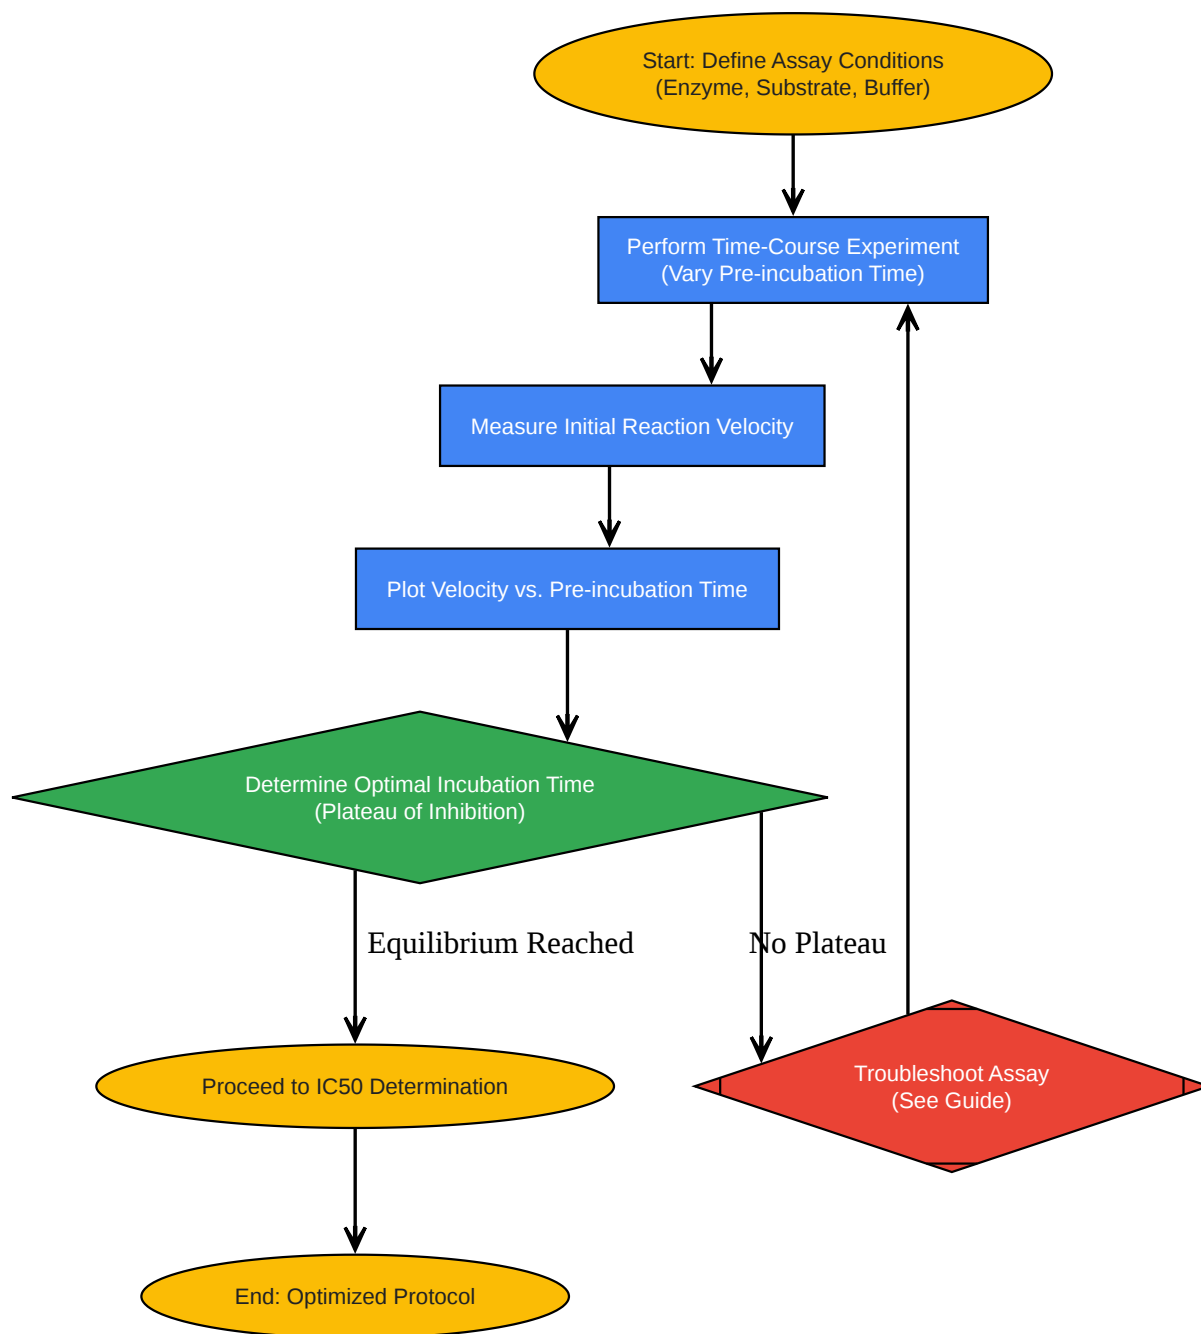 Start: Define Assay Conditions
(Enzyme, Substrate, Buffer)
Perform Time-Course Experiment
(Vary Pre-incubation Time)
Measure Initial Reaction Velocity
Plot Velocity vs. Pre-incubation Time
Determine Optimal Incubation Time
(Plateau of Inhibition)
Equilibrium Reached
No Plateau
Proceed to IC50 Determination
Troubleshoot Assay
(See Guide)
End: Optimized Protocol